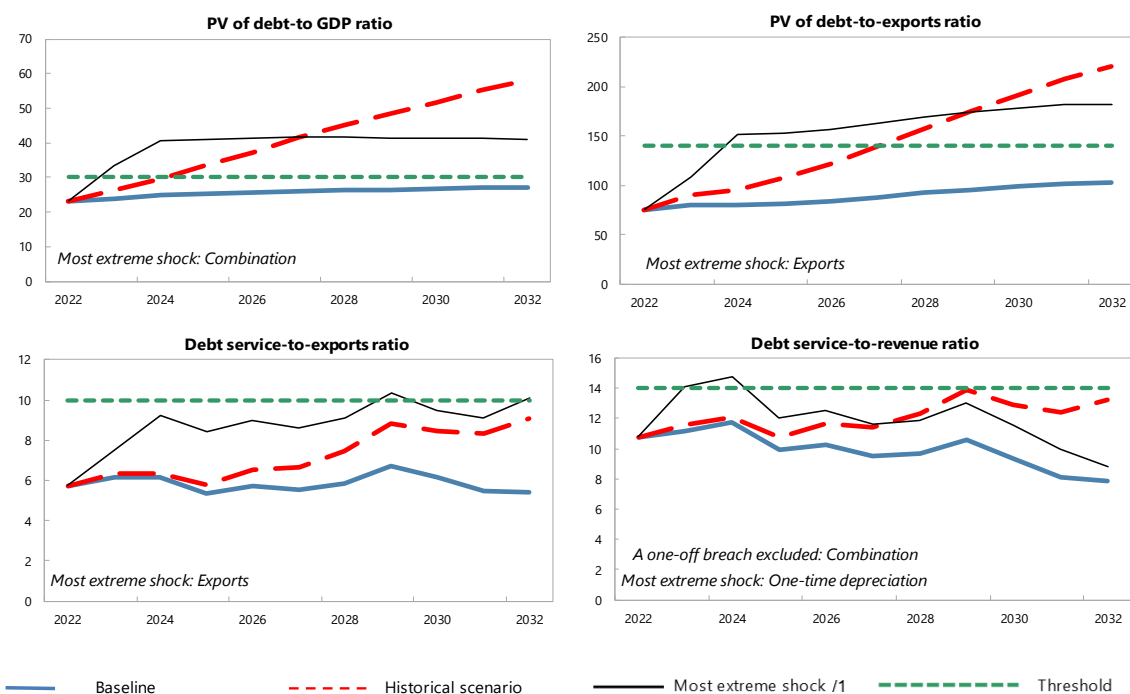 PV of debt-to GDP ratio
70
60
50
40
30
20
10
0
2022 2024 2026 2028 2030 2032
Most extreme shock: Combination
PV of debt-to-exports ratio
250
200
150
100
50
0
2022 2024 2026 2028 2030 2032
Most extreme shock: Exports
Debt service-to-exports ratio
12
10
8
6
4
2
0
2022 2024 2026 2028 2030 2032
Most extreme shock: Exports
Debt service-to-revenue ratio
16
14
12
10
8
6
4
2
0
2022 2024 2026 2028 2030 2032
A one-off breach excluded: Combination
Most extreme shock: One-time depreciation
Baseline
Historical scenario
Most extreme shock /1
Threshold